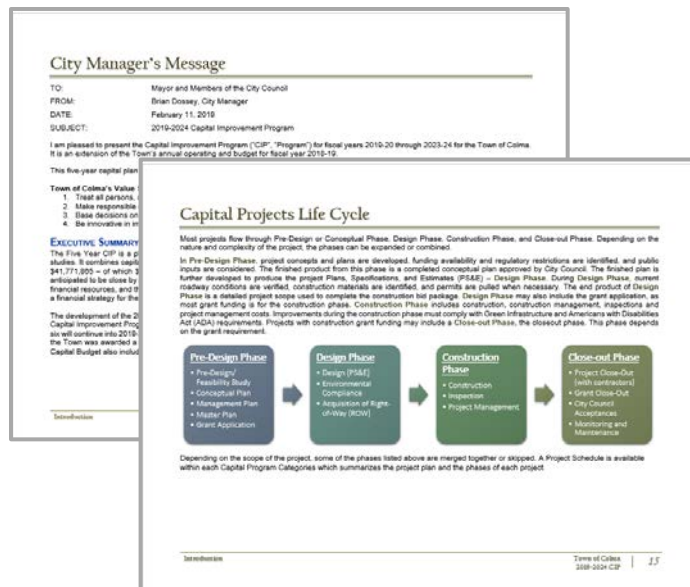 City Manager's Message
TO: Mayor and Members of the City Council
FROM: Brian Dossey, City Manager
DATE: February 11, 2019
SUBJECT: 2019-2024 Capital Improvement Program
I am pleased to present the Capital Improvement Program ("CIP", "Program") for fiscal years 2019-20 through 2023-24 for the Town of Colma.
It is an extension of the Town's annual operating and budget for fiscal year 2018-19.
This five-year capital plan
Town of Colma's Value
1. Treat all persons,
2. Make responsible
3. Base decisions on
4. Be innovative in
EXECUTIVE SUMMARY
The Five Year CIP is a
studies. It combines capit
$41,771,855 – of which
anticipated to be close by
financial resources, and
a financial strategy for the
The development of the
Capital Improvement Prog
six will continue into 2019-
the Town was awarded a
Capital Budget also inclu
Introduction
Capital Projects Life Cycle
Most projects flow through Pre-Design or Conceptual Phase, Design Phase, Construction Phase, and Close-out Phase. Depending on the
nature and complexity of the project, the phases can be expanded or combined.
In Pre-Design Phase, project concepts and plans are developed, funding availability and regulatory restrictions are identified, and public
inputs are considered. The finished product from this phase is a completed conceptual plan approved by City Council. The finished plan is
further developed to produce the project Plans, Specifications, and Estimates (PS&E) – Design Phase. During Design Phase, current
roadway conditions are verified, construction materials are identified, and permits are pulled when necessary. The end product of Design
Phase is a detailed project scope used to complete the construction bid package. Design Phase may also include the grant application, as
most grant funding is for the construction phase. Construction Phase includes construction, construction management, inspections and
project management costs. Improvements during the construction phase must comply with Green Infrastructure and Americans with Disabilities
Act (ADA) requirements. Projects with construction grant funding may include a Close-out Phase, the closeout phase. This phase depends
on the grant requirement.
Pre-Design Phase
• Pre-Design/
Feasibility Study
• Conceptual Plan
• Management Plan
• Master Plan
• Grant Application
Design Phase
• Design (PS&E)
• Environmental
Compliance
• Acquisition of Right-
of-Way (ROW)
Construction
Phase
• Construction
• Inspection
• Project Management
Close-out Phase
• Project Close-Out
(with contractors)
• Grant Close-Out
• City Council
Acceptances
• Monitoring and
Maintenance
Depending on the scope of the project, some of the phases listed above are merged together or skipped. A Project Schedule is available
within each Capital Program Categories which summarizes the project plan and the phases of each project
Introduction
Town of Colma
2019-2024 CIP
15